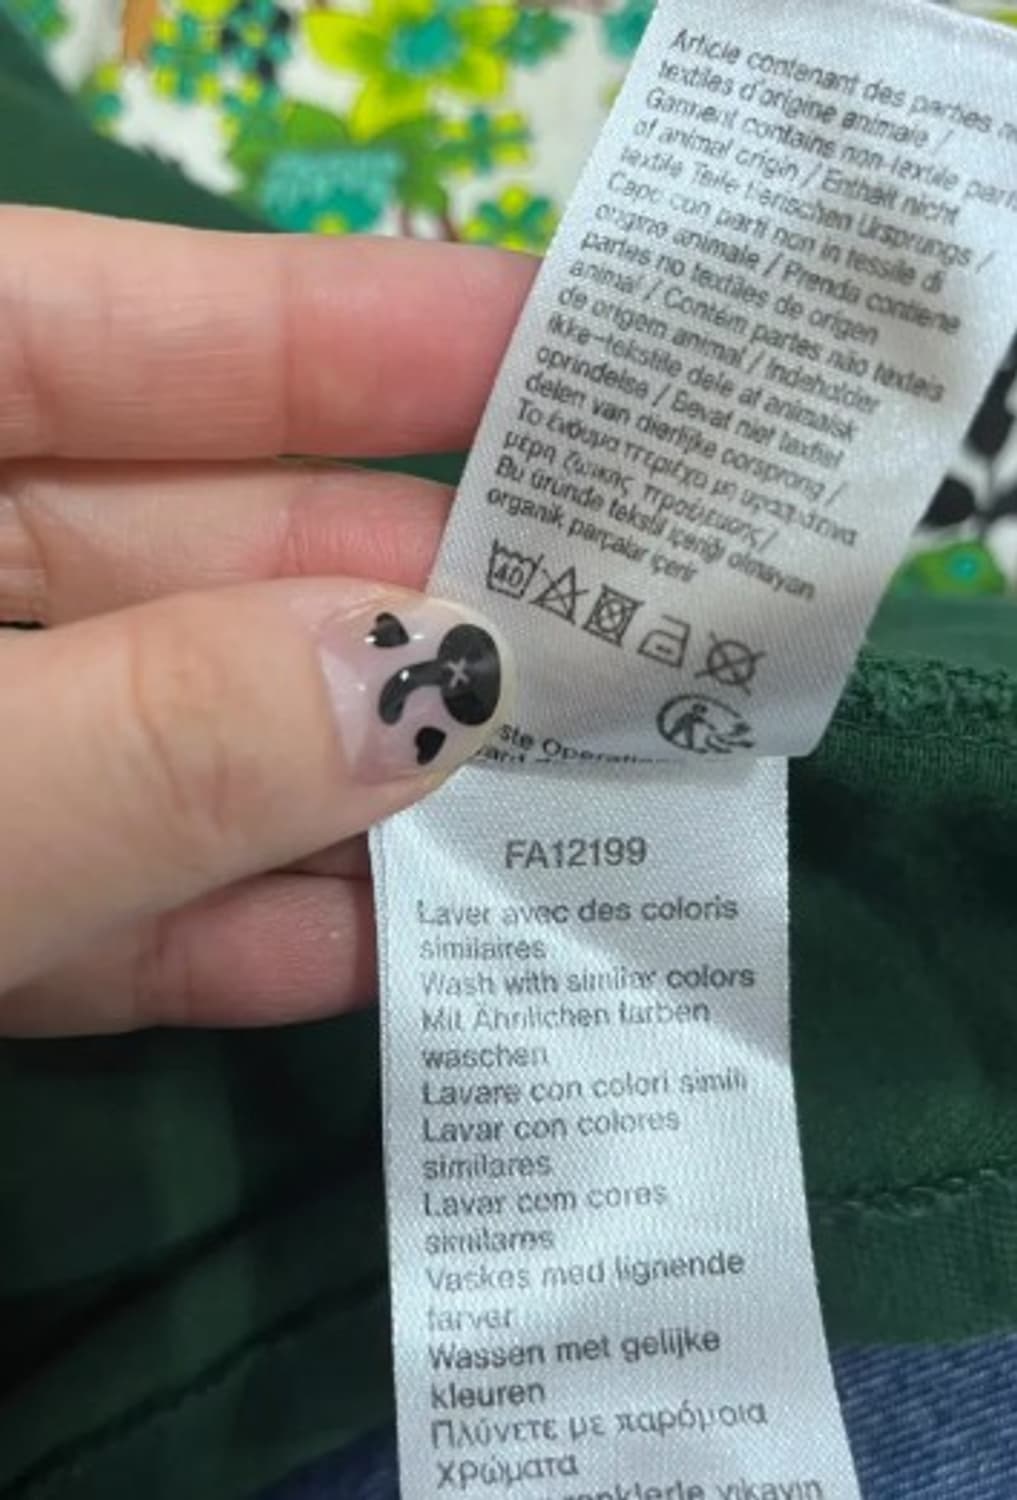 Article contenant des parties
textiles d'origine animale /
Garment contains non-textile
of animal origin / Enthält nicht
textile Teile tierischen Ursprungs /
Capo con parti non in tessile di
origine animale / Prenda contiene
partes no textiles de origen
animal / Contém partes não têxteis
de origem animal / Indeholder
ikke-tekstile dele af animalsk
oprindelse / Bevat niet textiel
delen van dierlijke oorsprong /
Το ένδυμα περιέχει μη υφασμάτινα
μέρη ζωικής προέλευσης /
Bu üründe tekstil içeriği olmayan
organik parçalar içerir
40
FA12199
Laver avec des coloris
similaires
Wash with similar colors
Mit Ähnlichen farben
waschen
Lavare con colori simili
Lavar con colores
similares
Lavar com cores
similares
Vaskes med lignende
farver
Wassen met gelijke
kleuren
Πλύνετε με παρόμοια
χρώματα
yıkayın